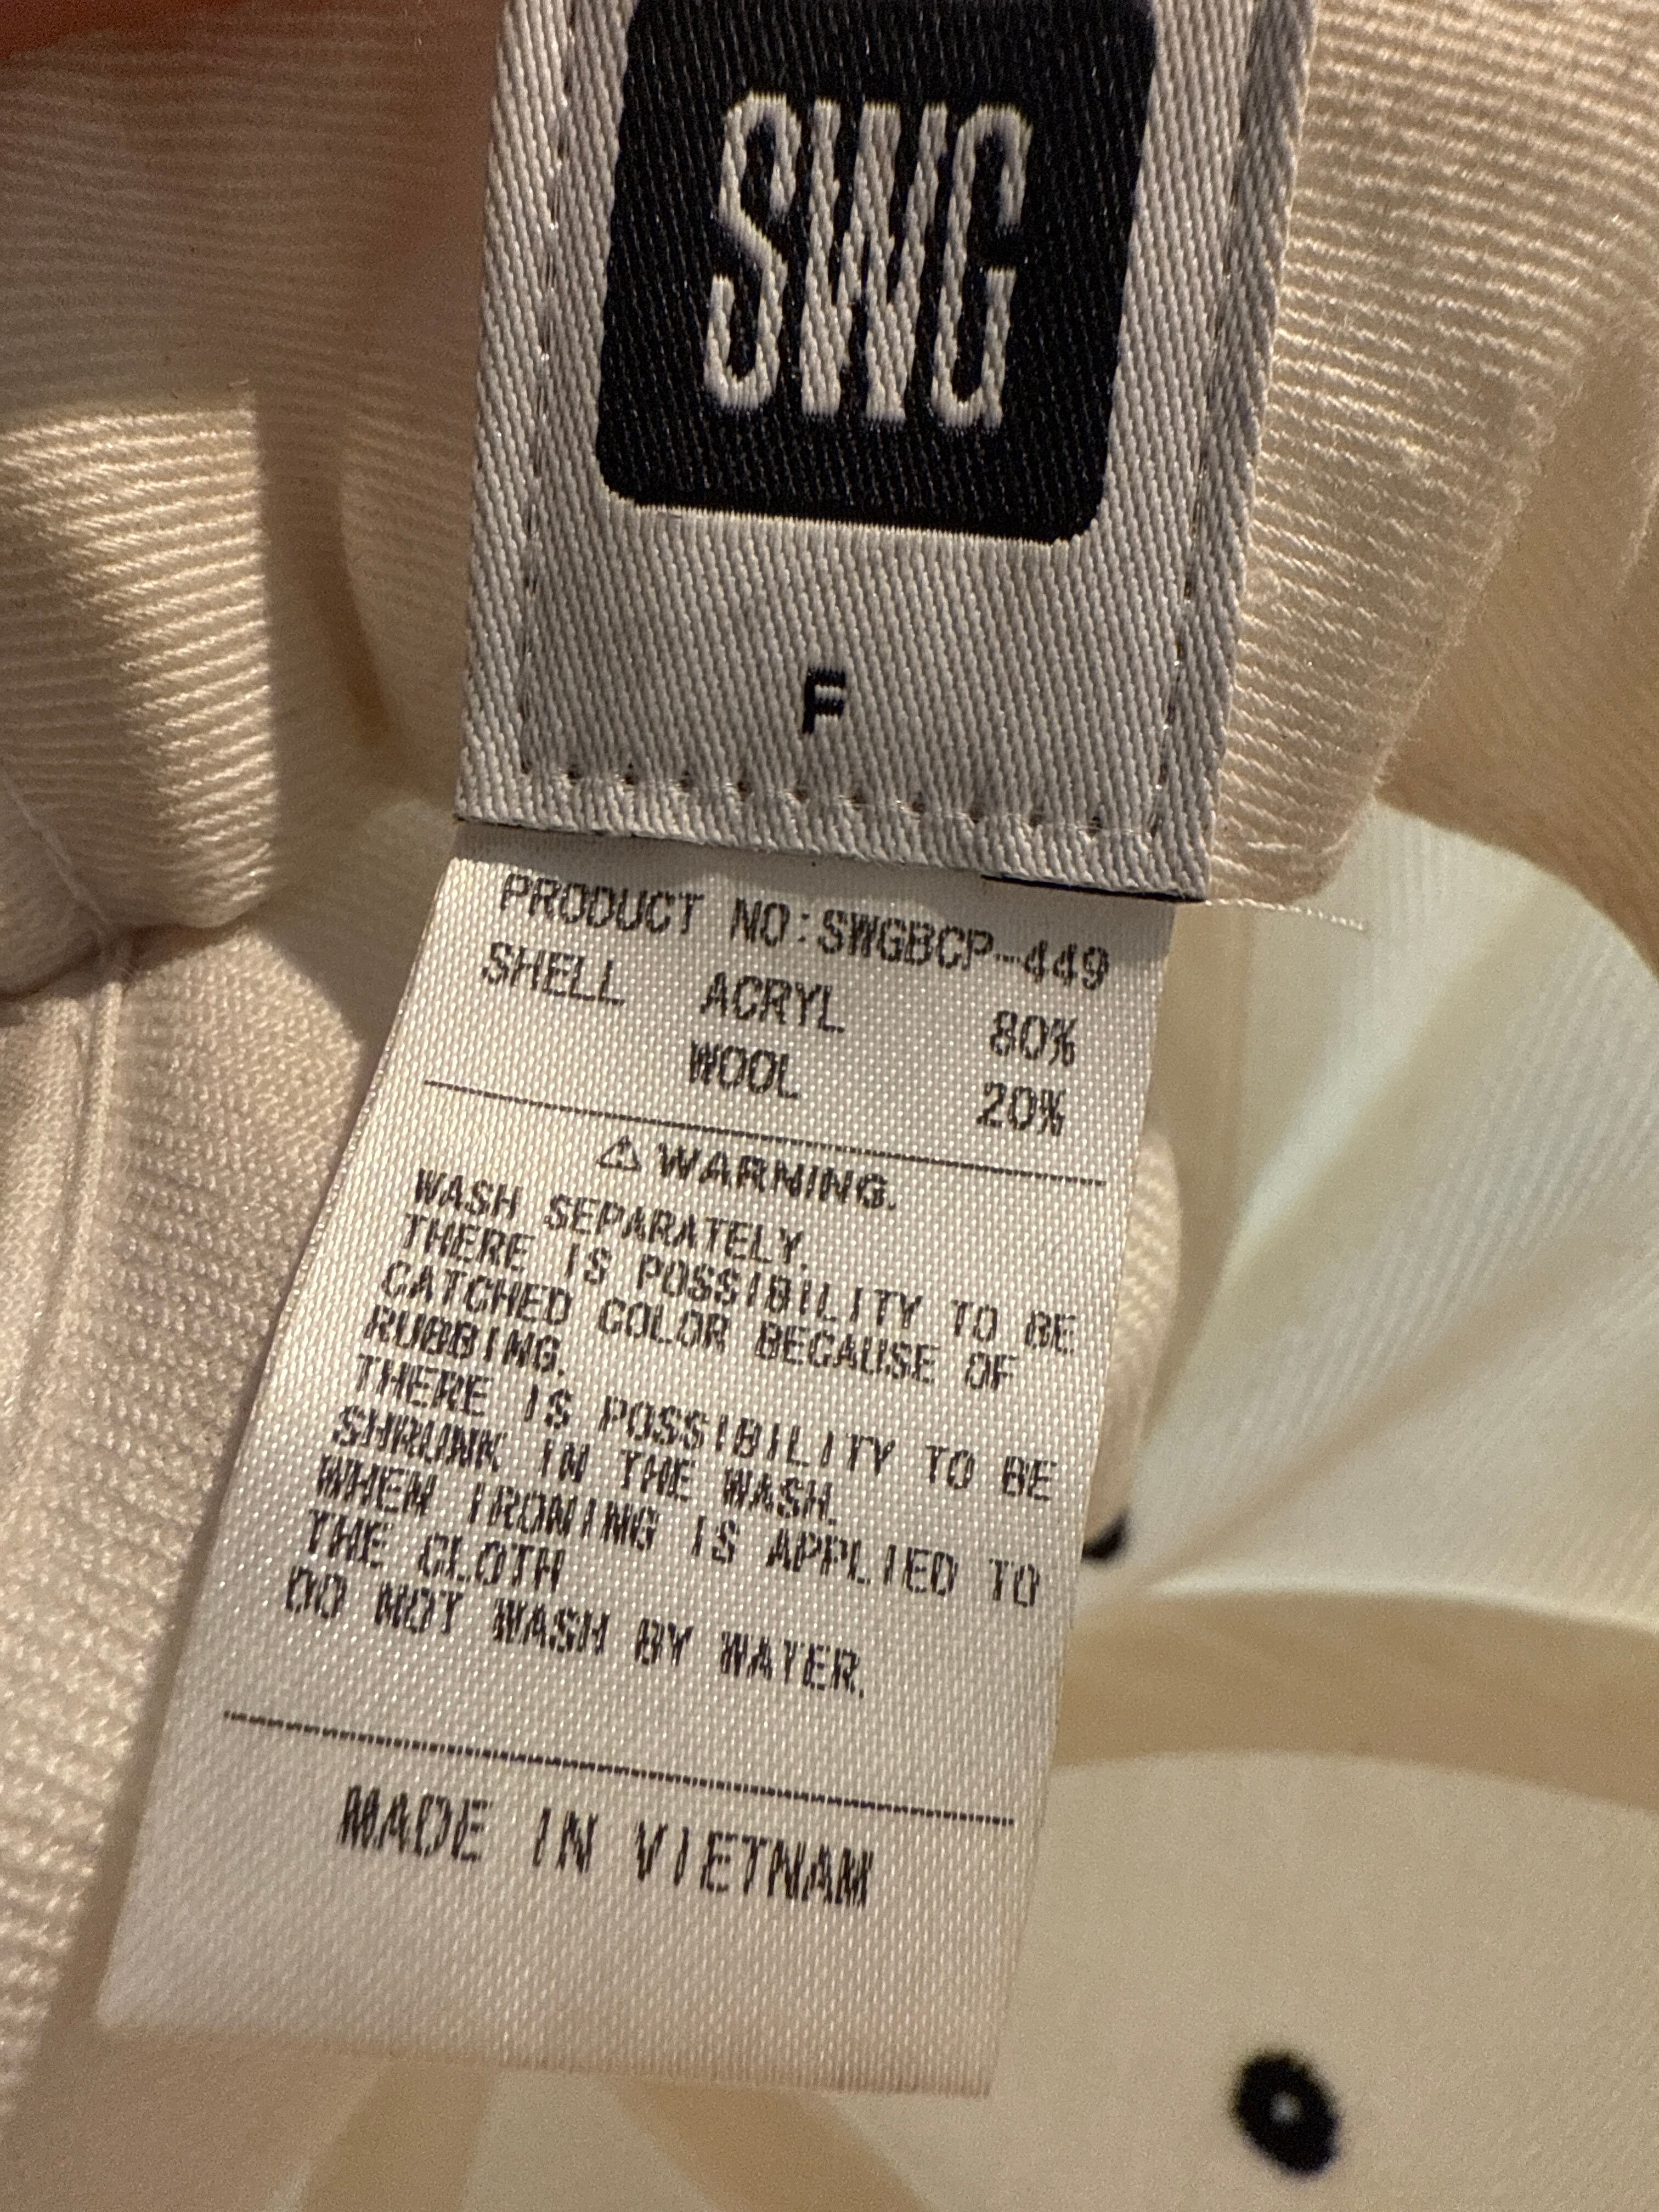 SWG
F
PRODUCT NO:SWGBCP-449
SHELL ACRYL 80%
WOOL 20%
⚠WARNING.
WASH SEPARATELY.
THERE IS POSSIBILITY TO BE
CATCHED COLOR BECAUSE OF
RUBBING.
THERE IS POSSIBILITY TO BE
SHRUNK IN THE WASH.
WHEN IRONING IS APPLIED TO
THE CLOTH
DO NOT WASH BY WATER.
MADE IN VIETNAM